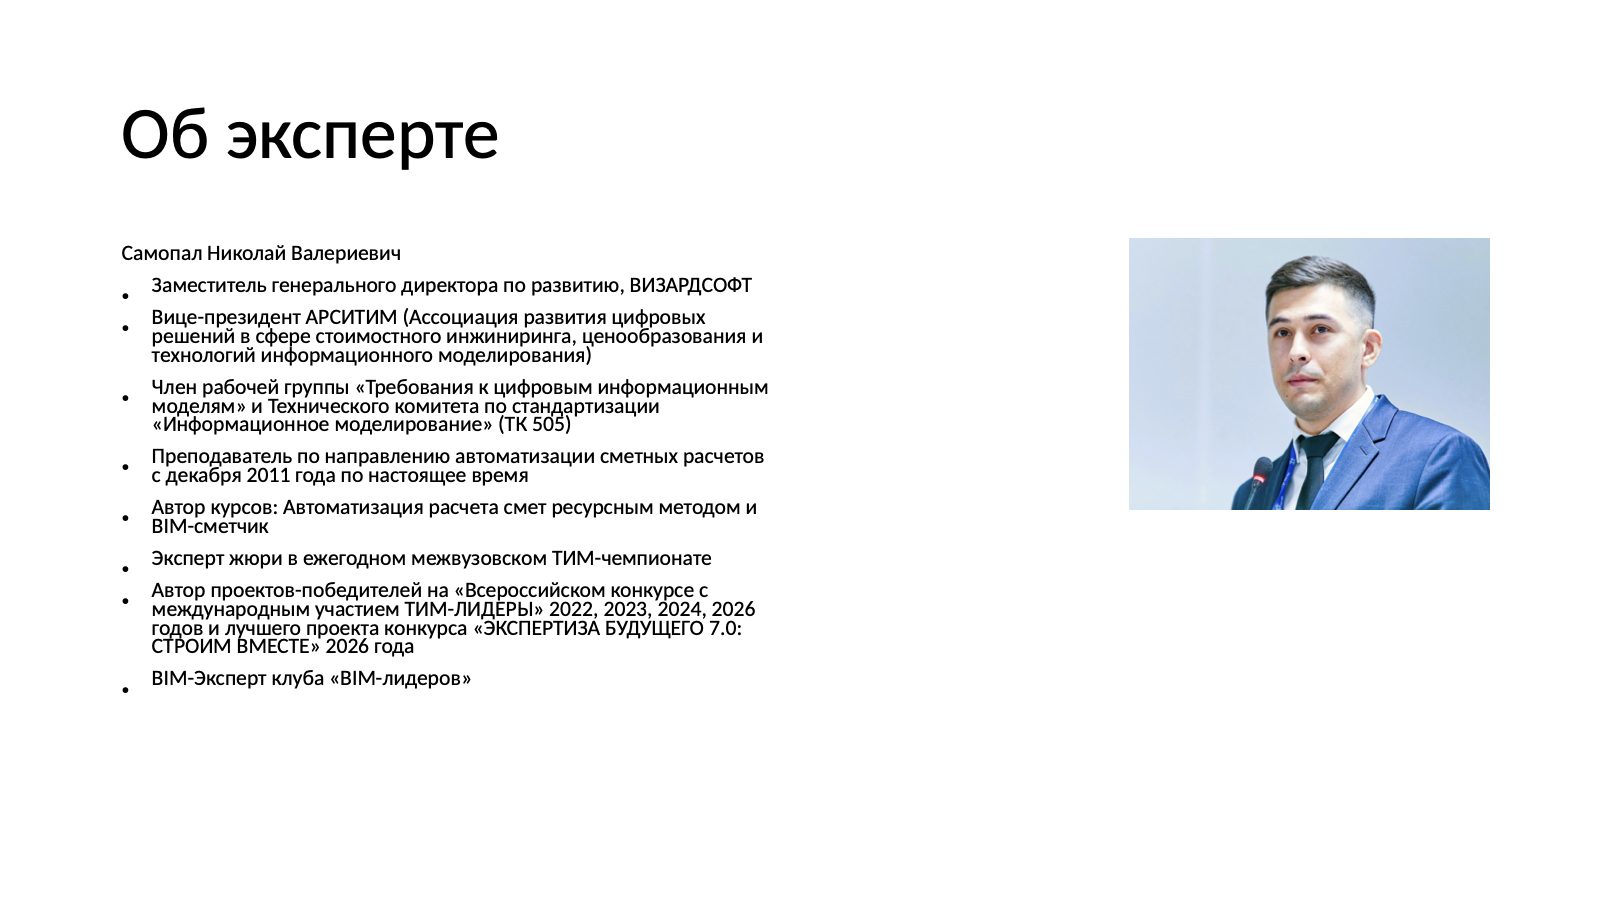 Об эксперте
Самопал Николай Валериевич
• Заместитель генерального директора по развитию, ВИЗАРДСОФТ
• Вице-президент АРСИТИМ (Ассоциация развития цифровых
решений в сфере стоимостного инжиниринга, ценообразования и
технологий информационного моделирования)
• Член рабочей группы «Требования к цифровым информационным
моделям» и Технического комитета по стандартизации
«Информационное моделирование» (ТК 505)
• Преподаватель по направлению автоматизации сметных расчетов
с декабря 2011 года по настоящее время
• Автор курсов: Автоматизация расчета смет ресурсным методом и
BIM-сметчик
• Эксперт жюри в ежегодном межвузовском ТИМ-чемпионате
• Автор проектов-победителей на «Всероссийском конкурсе с
международным участием ТИМ-ЛИДЕРЫ» 2022, 2023, 2024, 2026
годов и лучшего проекта конкурса «ЭКСПЕРТИЗА БУДУЩЕГО 7.0:
СТРОИМ ВМЕСТЕ» 2026 года
• BIM-Эксперт клуба «BIM-лидеров»